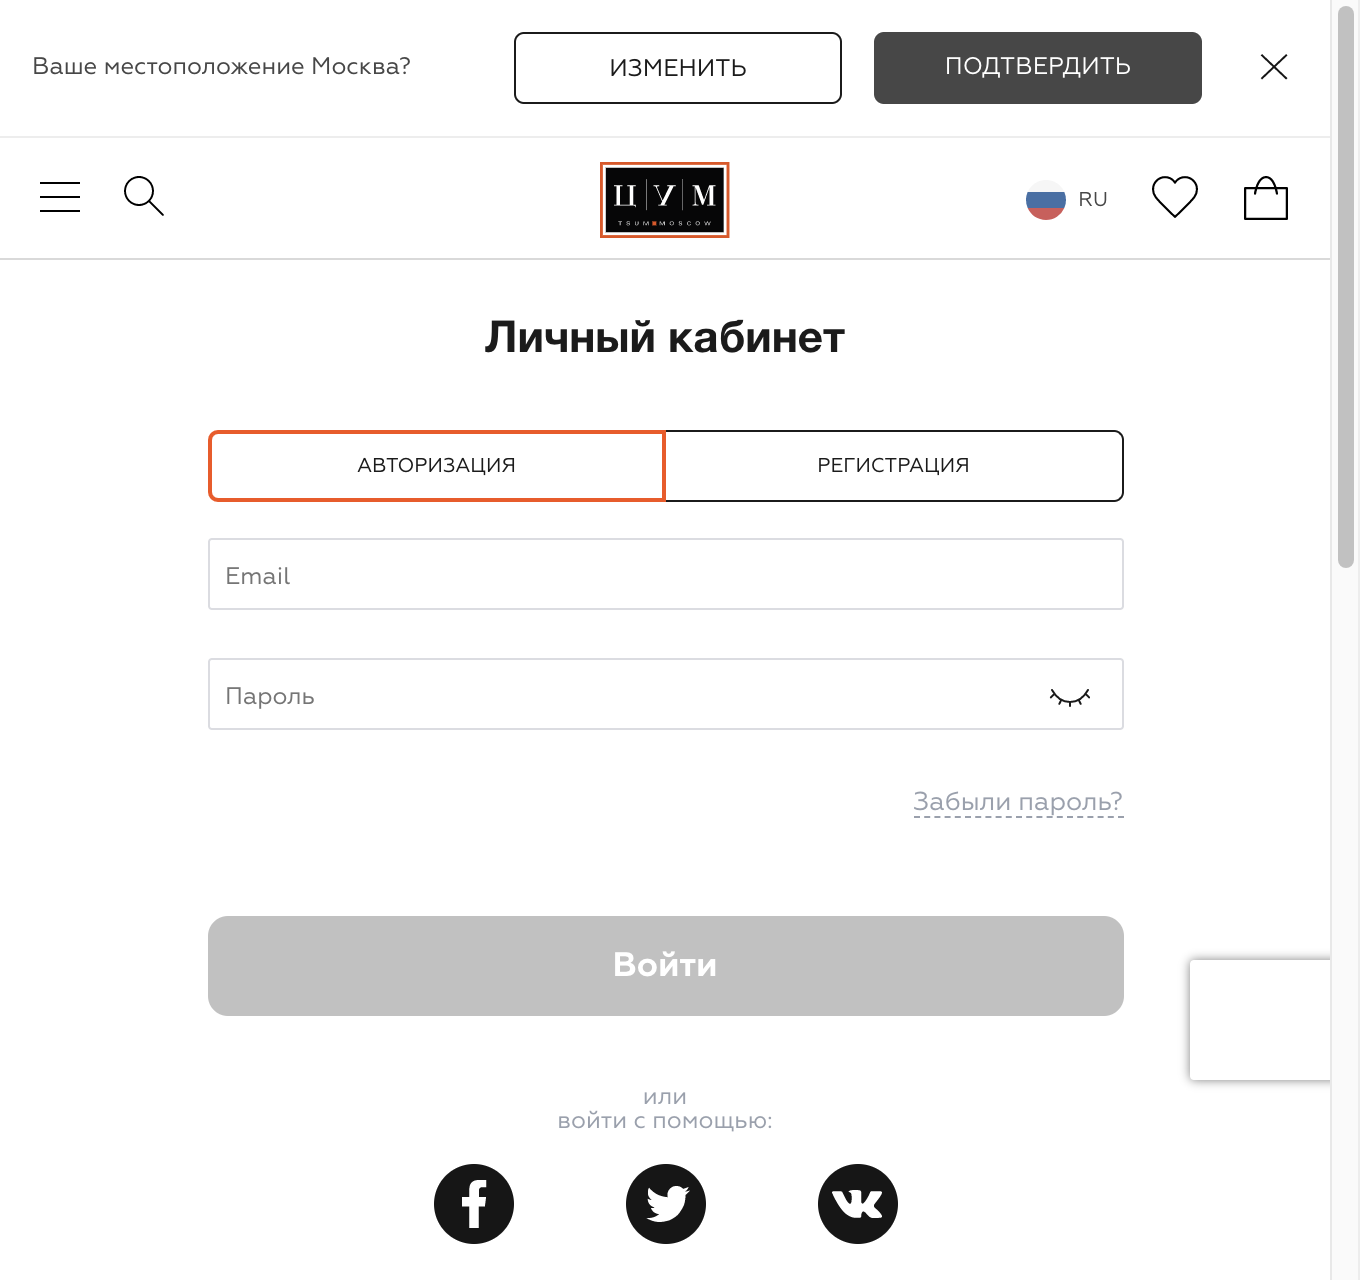 Ваше местоположение Москва?
ИЗМЕНИТЬ
ПОДТВЕРДИТЬ
ЦУМ
TSUM MOSCOW
RU
Личный кабинет
АВТОРИЗАЦИЯ
РЕГИСТРАЦИЯ
Email
Пароль
Забыли пароль?
Войти
или
войти с помощью: